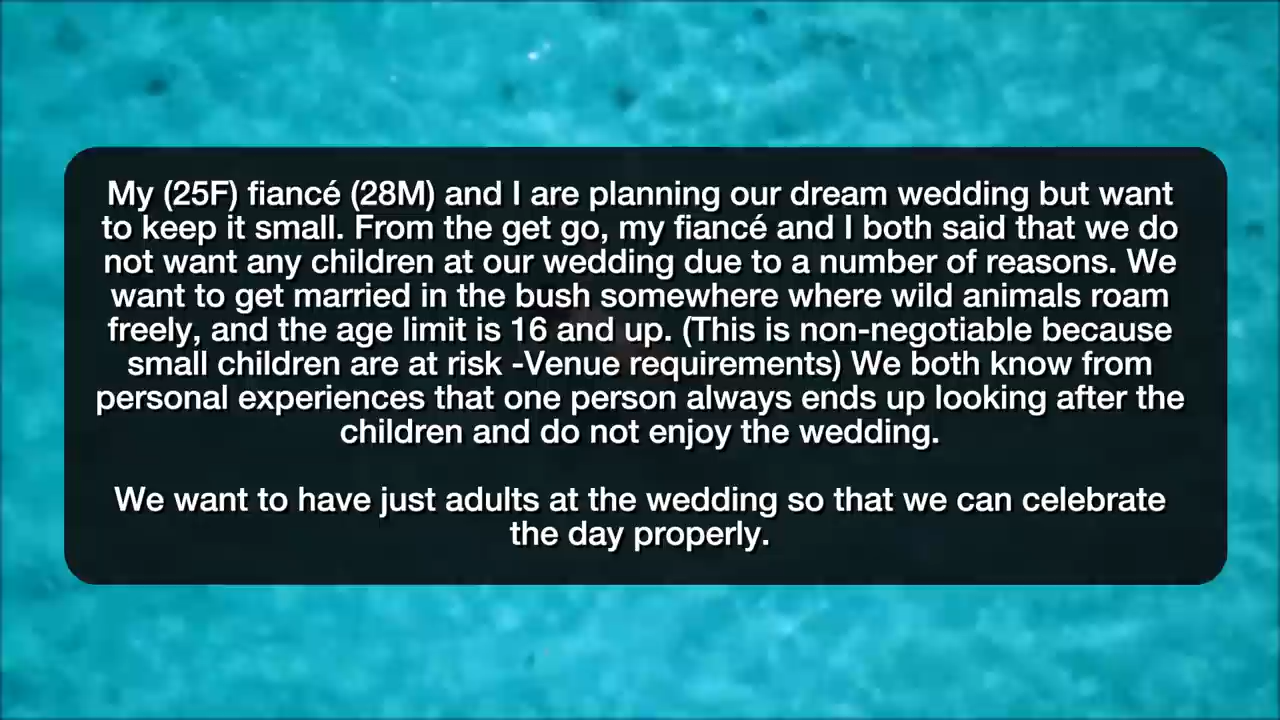 My (25F) fiancé (28M) and I are planning our dream wedding but want
to keep it small. From the get go, my fiancé and I both said that we do
not want any children at our wedding due to a number of reasons. We
want to get married in the bush somewhere where wild animals roam
freely, and the age limit is 16 and up. (This is non-negotiable because
small children are at risk -Venue requirements) We both know from
personal experiences that one person always ends up looking after the
children and do not enjoy the wedding.
We want to have just adults at the wedding so that we can celebrate
the day properly.